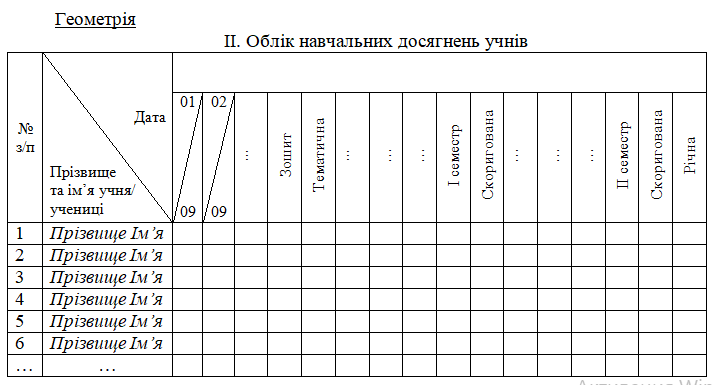 Геометрія
ІІ. Облік навчальних досягнень учнів
№
з/п
Дата
Прізвище
та ім’я учня/
учениці
01
09
02
09
…
Зошит
Тематична
…
…
…
І семестр
Скоригована
…
…
…
ІІ семестр
Скоригована
Річна
1 Прізвище Ім’я
2 Прізвище Ім’я
3 Прізвище Ім’я
4 Прізвище Ім’я
5 Прізвище Ім’я
6 Прізвище Ім’я
… …